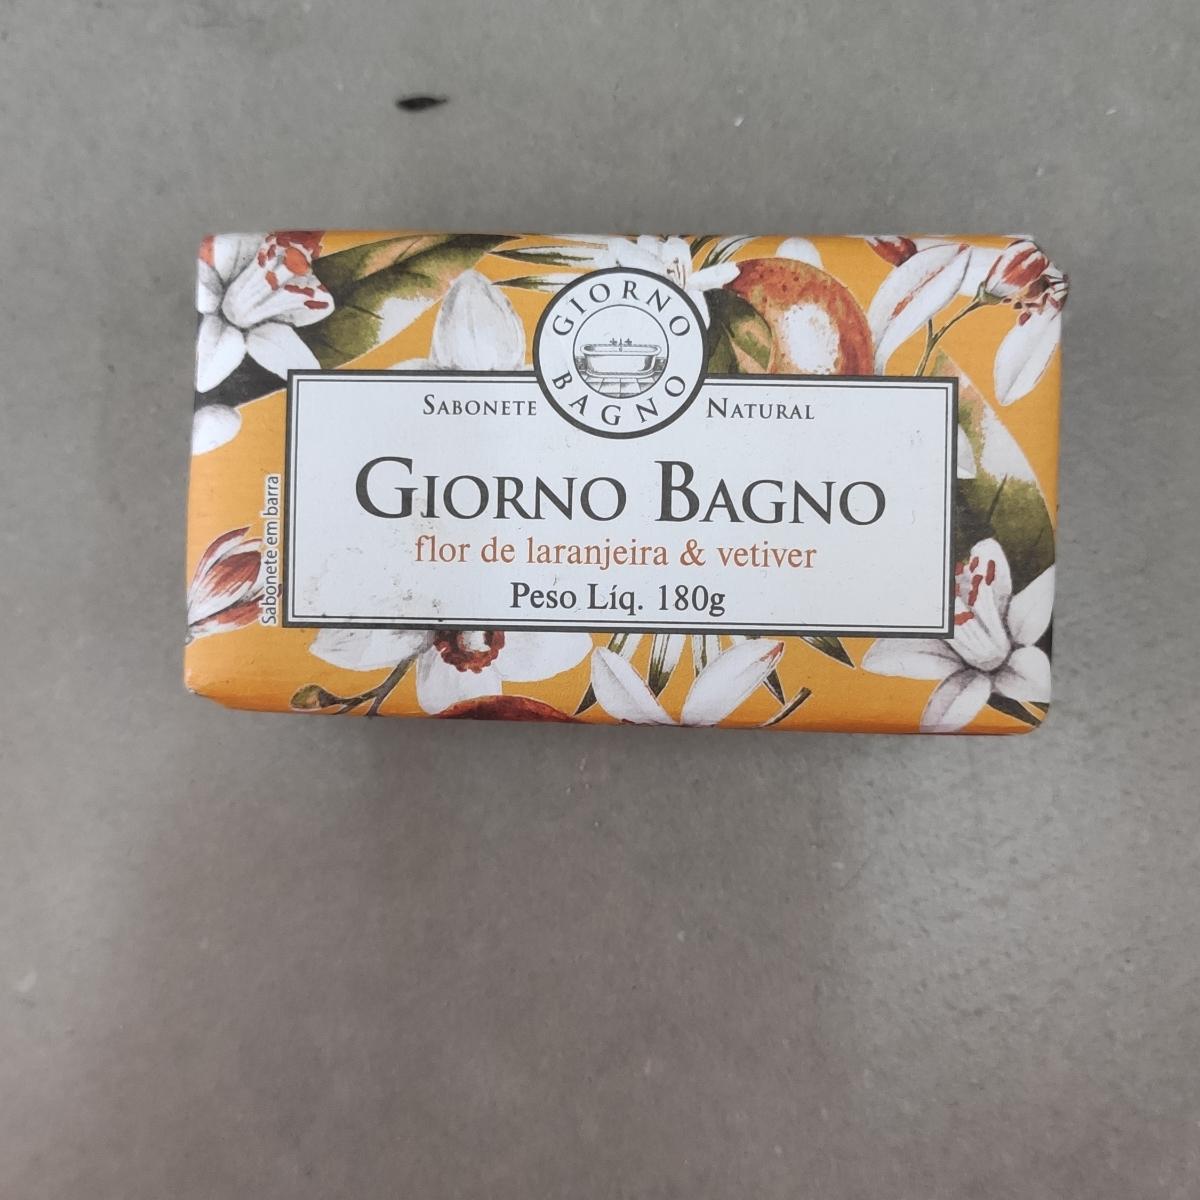 GIORNO
BAGNO
SABONETE NATURAL
GIORNO BAGNO
flor de laranjeira & vetiver
Peso Líq. 180g
Sabonete em barra